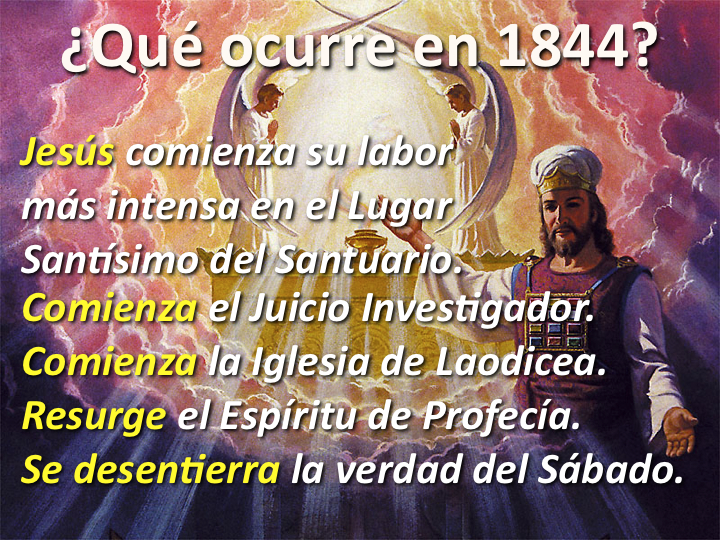 ¿Qué ocurre en 1844?
Jesús comienza su labor
más intensa en el Lugar
Santísimo del Santuario.
Comienza el Juicio Investigador.
Comienza la Iglesia de Laodicea.
Resurge el Espíritu de Profecía.
Se desentierra la verdad del Sábado.